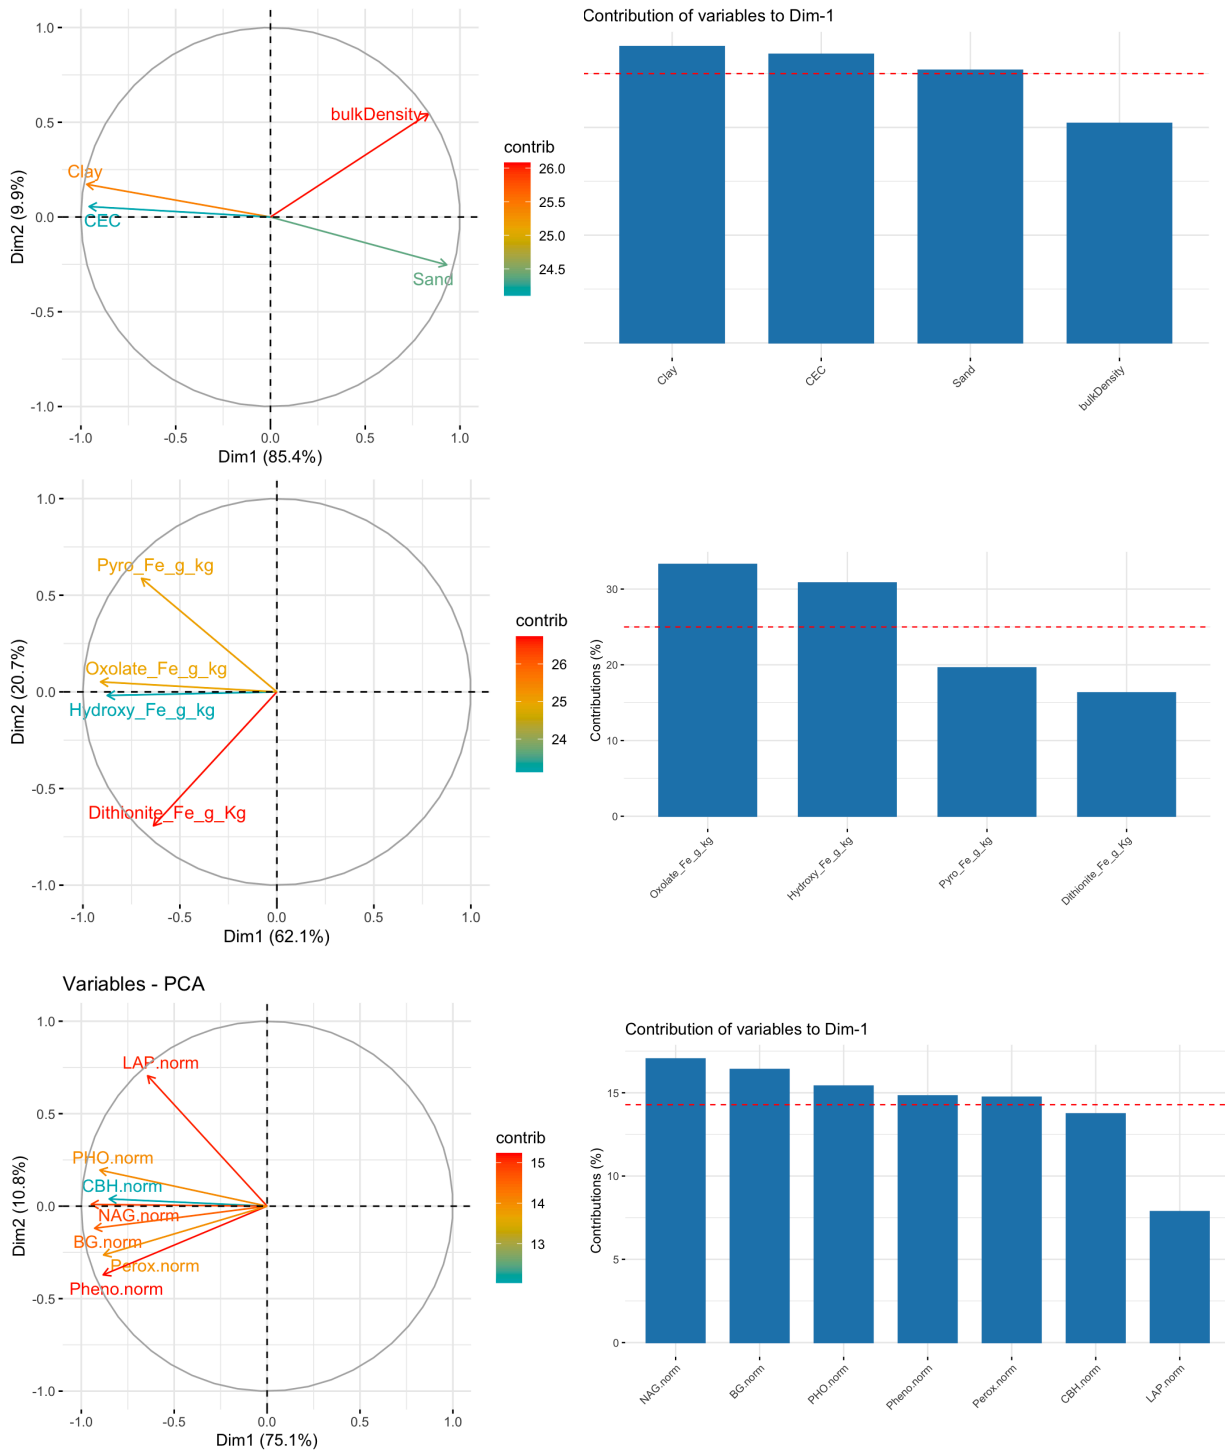 Contribution of variables to Dim-1
1.0
0.5
0.0
-0.5
-1.0
Dim2 (9.9%)
bulkDensity
Clay
CEC
Sand
-1.0 -0.5 0.0 0.5 1.0
Dim1 (85.4%)
contrib
26.0
25.5
25.0
24.5
Clay
CEC
Sand
bulkDensity
1.0
0.5
0.0
-0.5
-1.0
Dim2 (20.7%)
Pyro_Fe_g_kg
Oxolate_Fe_g_kg
Hydroxy_Fe_g_kg
Dithionite_Fe_g_Kg
-1.0 -0.5 0.0 0.5 1.0
Dim1 (62.1%)
contrib
26
25
24
Contributions (%)
30
20
10
0
Oxolate_Fe_g_kg
Hydroxy_Fe_g_kg
Pyro_Fe_g_kg
Dithionite_Fe_g_Kg
Variables - PCA
1.0
0.5
0.0
-0.5
-1.0
Dim2 (10.8%)
LAP.norm
PHO.norm
CBH.norm
NAG.norm
BG.norm
Perox.norm
Pheno.norm
-1.0 -0.5 0.0 0.5 1.0
Dim1 (75.1%)
contrib
15
14
13
Contribution of variables to Dim-1
Contributions (%)
15
10
5
0
NAG.norm
BG.norm
PHO.norm
Pheno.norm
Perox.norm
CBH.norm
LAP.norm